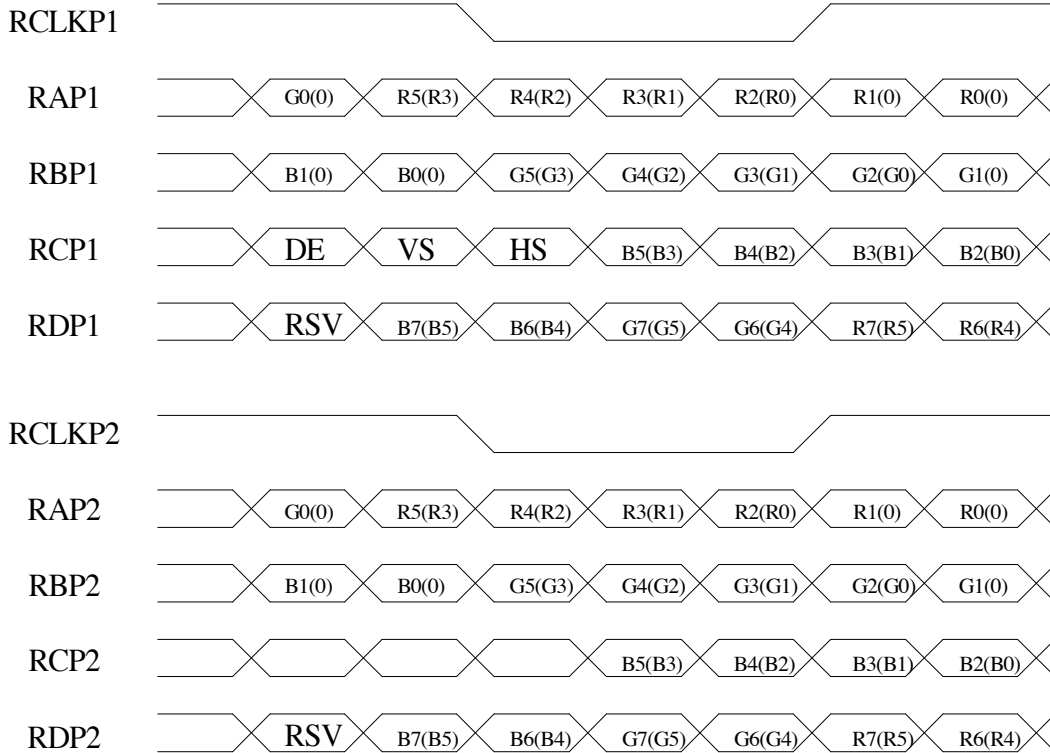 RCLKP1
RAP1 G0(0) R5(R3) R4(R2) R3(R1) R2(R0) R1(0) R0(0)
RBP1 B1(0) B0(0) G5(G3) G4(G2) G3(G1) G2(G0) G1(0)
RCP1 DE VS HS B5(B3) B4(B2) B3(B1) B2(B0)
RDP1 RSV B7(B5) B6(B4) G7(G5) G6(G4) R7(R5) R6(R4)
RCLKP2
RAP2 G0(0) R5(R3) R4(R2) R3(R1) R2(R0) R1(0) R0(0)
RBP2 B1(0) B0(0) G5(G3) G4(G2) G3(G1) G2(G0) G1(0)
RCP2 B5(B3) B4(B2) B3(B1) B2(B0)
RDP2 RSV B7(B5) B6(B4) G7(G5) G6(G4) R7(R5) R6(R4)